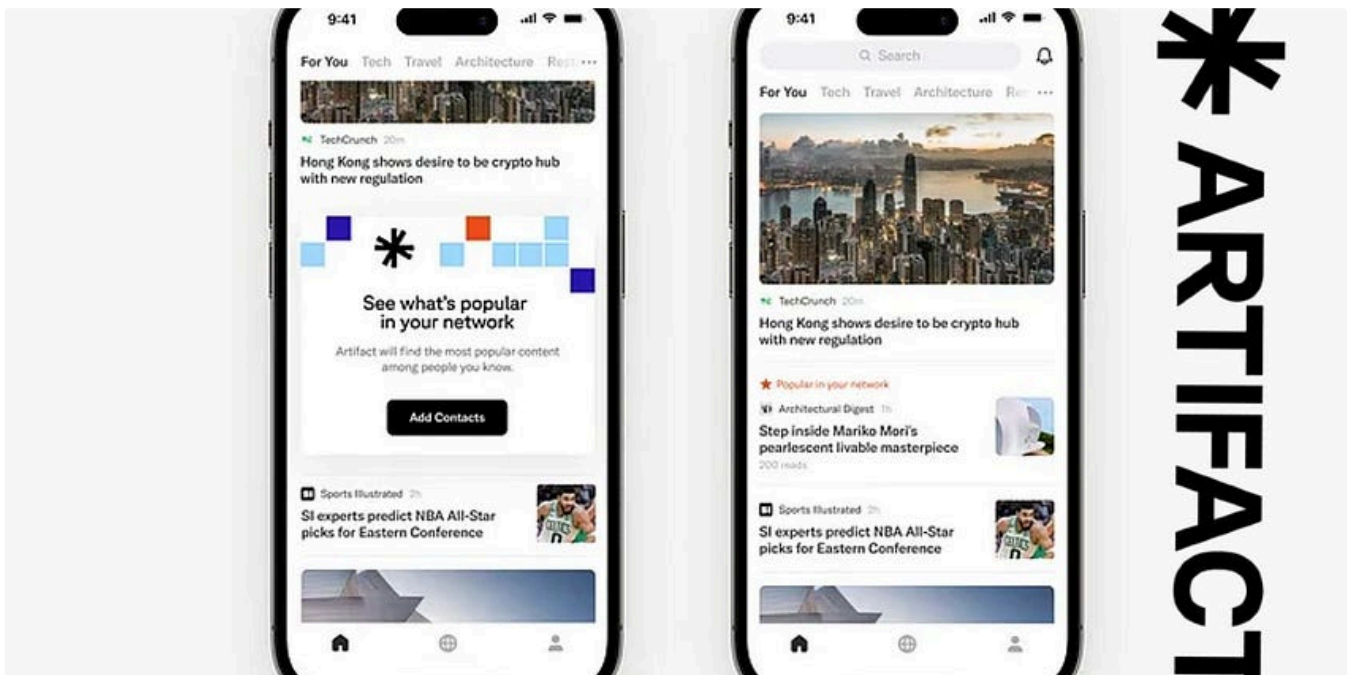 9:41
For You Tech Travel Architecture Res
TechCrunch 20m
Hong Kong shows desire to be crypto hub
with new regulation
See what's popular
in your network
Artifact will find the most popular content
among people you know.
Add Contacts
Sports Illustrated 2h
SI experts predict NBA All-Star
picks for Eastern Conference
9:41
Search
For You Tech Travel Architecture Re
TechCrunch 20m
Hong Kong shows desire to be crypto hub
with new regulation
Popular in your network
Architectural Digest 1h
Step inside Mariko Mori's
pearlescent livable masterpiece
200 reads
Sports Illustrated 2h
SI experts predict NBA All-Star
picks for Eastern Conference
ARTIFACT